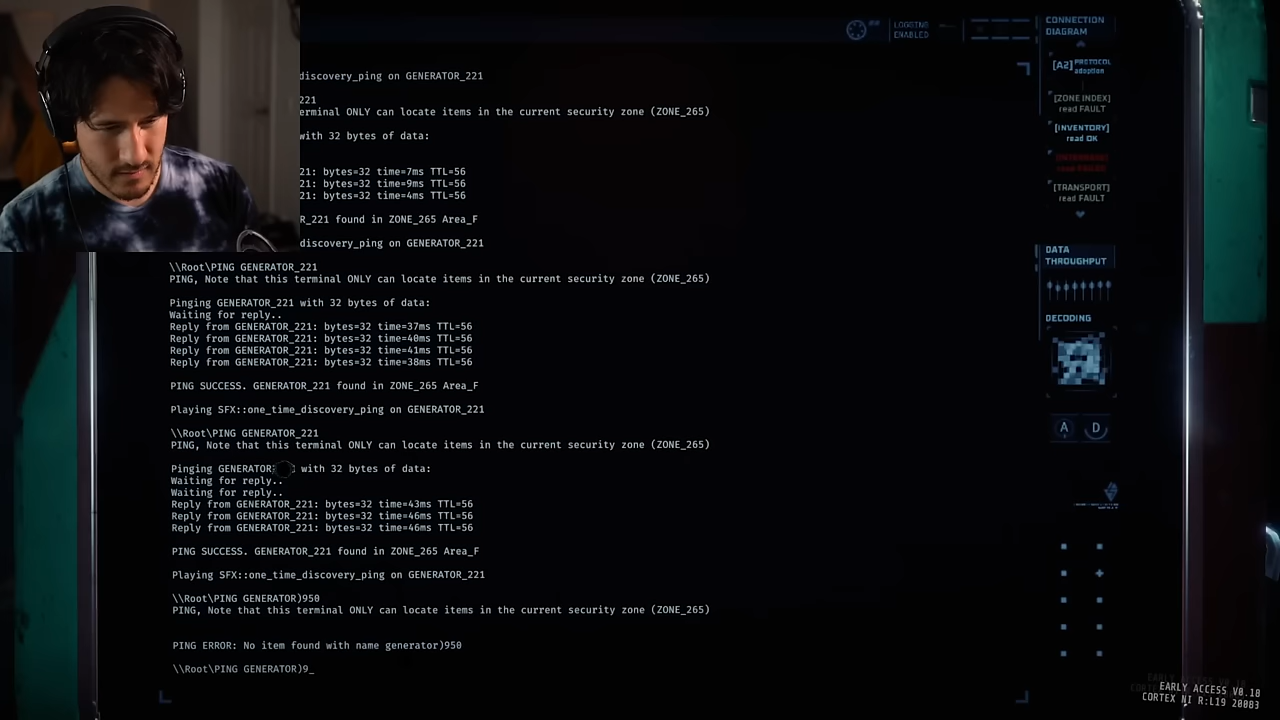 LOGGING
ENABLED
CONNECTION
DIAGRAM
[A2] PROTOCOL
adoption
[ZONE INDEX]
read FAULT
[INVENTORY]
read OK
[TRANSPORT]
read FAULT
DATA
THROUGHPUT
DECODING
A D
discovery_ping on GENERATOR_221
221
erminal ONLY can locate items in the current security zone (ZONE_265)
with 32 bytes of data:
21: bytes=32 time=7ms TTL=56
21: bytes=32 time=9ms TTL=56
21: bytes=32 time=4ms TTL=56
R_221 found in ZONE_265 Area_F
discovery_ping on GENERATOR_221
\\Root\PING GENERATOR_221
PING, Note that this terminal ONLY can locate items in the current security zone (ZONE_265)
Pinging GENERATOR_221 with 32 bytes of data:
Waiting for reply..
Reply from GENERATOR_221: bytes=32 time=37ms TTL=56
Reply from GENERATOR_221: bytes=32 time=40ms TTL=56
Reply from GENERATOR_221: bytes=32 time=41ms TTL=56
Reply from GENERATOR_221: bytes=32 time=38ms TTL=56
PING SUCCESS. GENERATOR_221 found in ZONE_265 Area_F
Playing SFX::one_time_discovery_ping on GENERATOR_221
\\Root\PING GENERATOR_221
PING, Note that this terminal ONLY can locate items in the current security zone (ZONE_265)
Pinging GENERATOR with 32 bytes of data:
Waiting for reply..
Waiting for reply..
Reply from GENERATOR_221: bytes=32 time=43ms TTL=56
Reply from GENERATOR_221: bytes=32 time=46ms TTL=56
Reply from GENERATOR_221: bytes=32 time=46ms TTL=56
PING SUCCESS. GENERATOR_221 found in ZONE_265 Area_F
Playing SFX::one_time_discovery_ping on GENERATOR_221
\\Root\PING GENERATOR)950
PING, Note that this terminal ONLY can locate items in the current security zone (ZONE_265)
PING ERROR: No item found with name generator)950
\\Root\PING GENERATOR)9_
EARLY ACCESS V0.18
CORTEX NI R:L19 20083